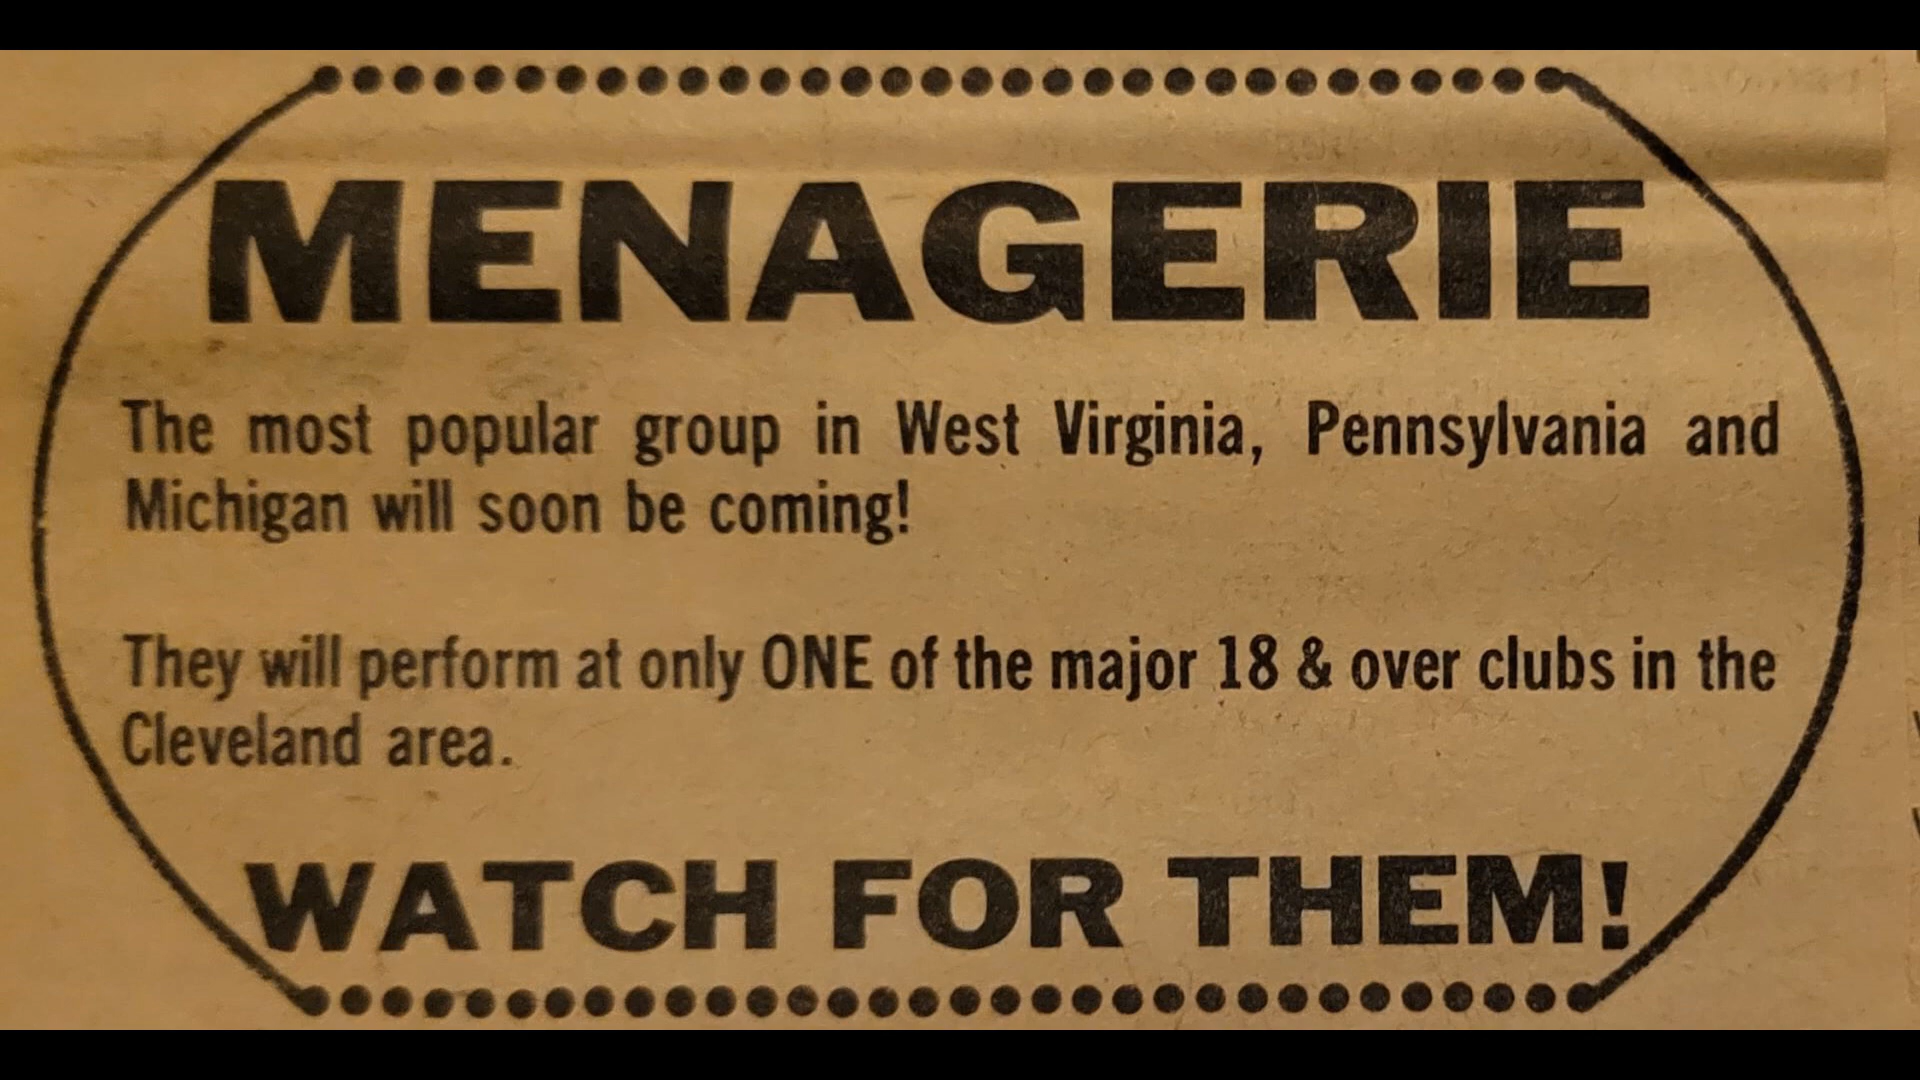 MENAGERIE
The most popular group in West Virginia, Pennsylvania and
Michigan will soon be coming!
They will perform at only ONE of the major 18 & over clubs in the
Cleveland area.
WATCH FOR THEM!